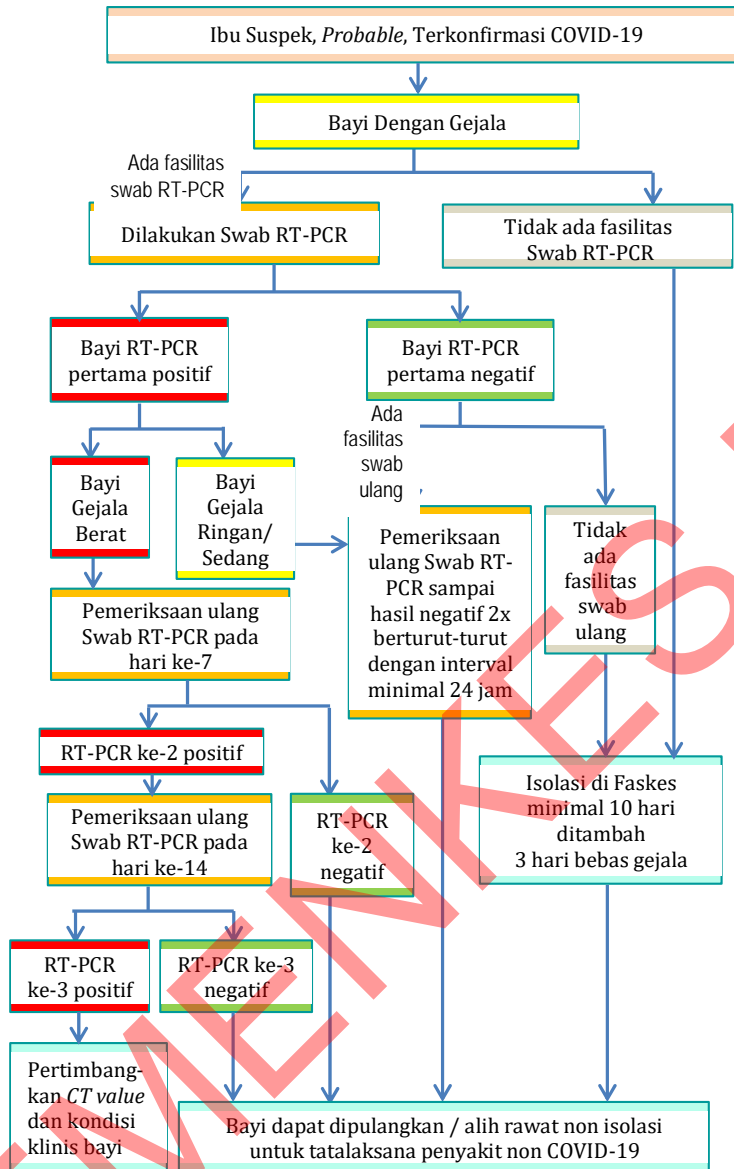 Ibu Suspek, Probable, Terkonfirmasi COVID-19
Bayi Dengan Gejala
Ada fasilitas
swab RT-PCR
Dilakukan Swab RT-PCR
Tidak ada fasilitas
Swab RT-PCR
Bayi RT-PCR
pertama positif
Bayi RT-PCR
pertama negatif
Ada
fasilitas
swab
ulang
Bayi
Gejala
Berat
Bayi
Gejala
Ringan/
Sedang
Pemeriksaan
ulang Swab RT-
PCR sampai
hasil negatif 2x
berturut-turut
dengan interval
minimal 24 jam
Tidak
ada
fasilitas
swab
ulang
Pemeriksaan ulang
Swab RT-PCR pada
hari ke-7
RT-PCR ke-2 positif
Isolasi di Faskes
minimal 10 hari
ditambah
3 hari bebas gejala
Pemeriksaan ulang
Swab RT-PCR pada
hari ke-14
RT-PCR
ke-2
negatif
RT-PCR
ke-3 positif
RT-PCR ke-3
negatif
Pertimbang-
kan CT value
dan kondisi
klinis bayi
Bayi dapat dipulangkan / alih rawat non isolasi
untuk tatalaksana penyakit non COVID-19
MENKES